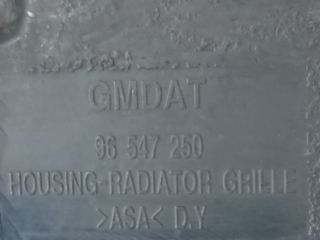 GMDAT
96 547 250
HOUSING-RADIATOR GRILLE
>ASA< D.Y